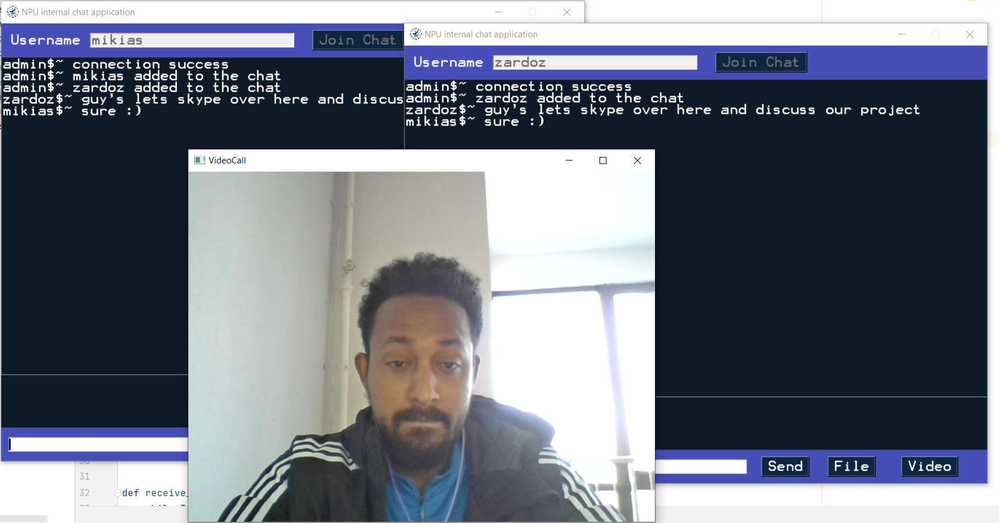 NPU internal chat application
Username mikias Join Chat
admin$~ connection success
admin$~ mikias added to the chat
admin$~ zardoz added to the chat
zardoz$~ guy's lets skype over here and discus
mikias$~ sure :)
NPU internal chat application
Username zardoz Join Chat
admin$~ connection success
admin$~ zardoz added to the chat
zardoz$~ guy's lets skype over here and discuss our project
mikias$~ sure :)
VideoCall
Send File Video
31
32 def receive_